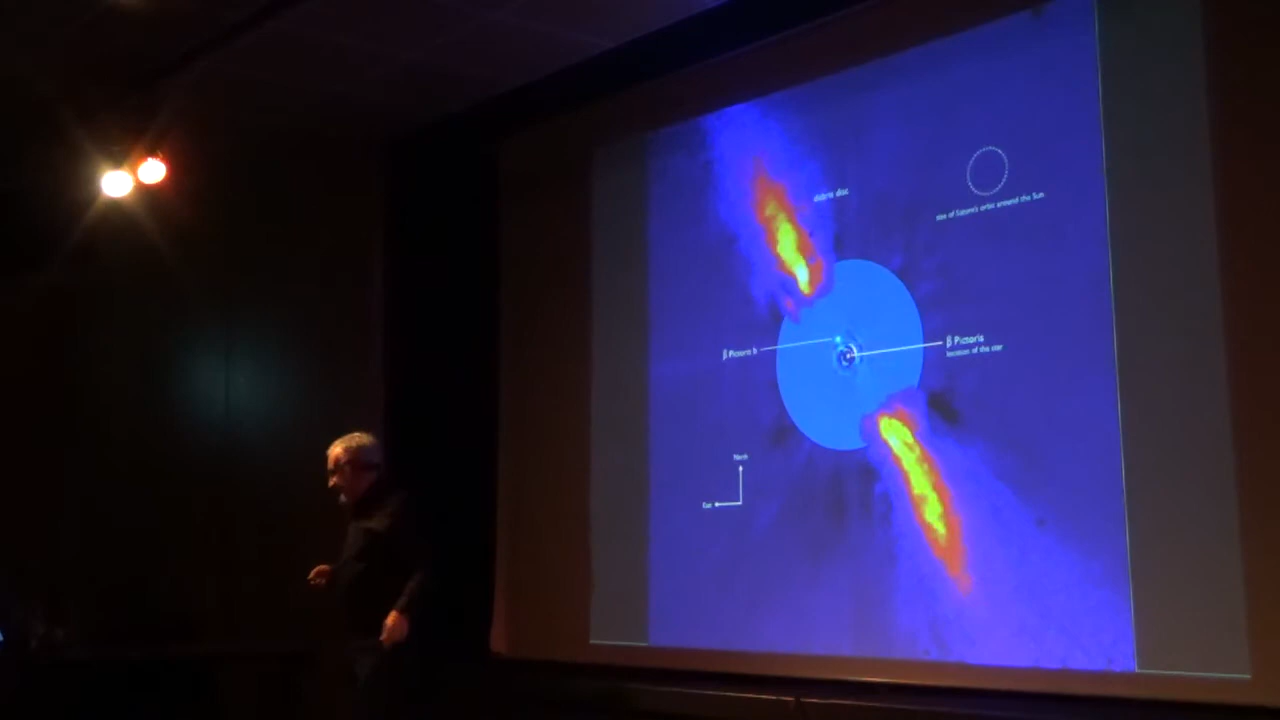 debris disc
size of Saturn's orbit around the Sun
β Pictoris b
β Pictoris
location of the star
North
East